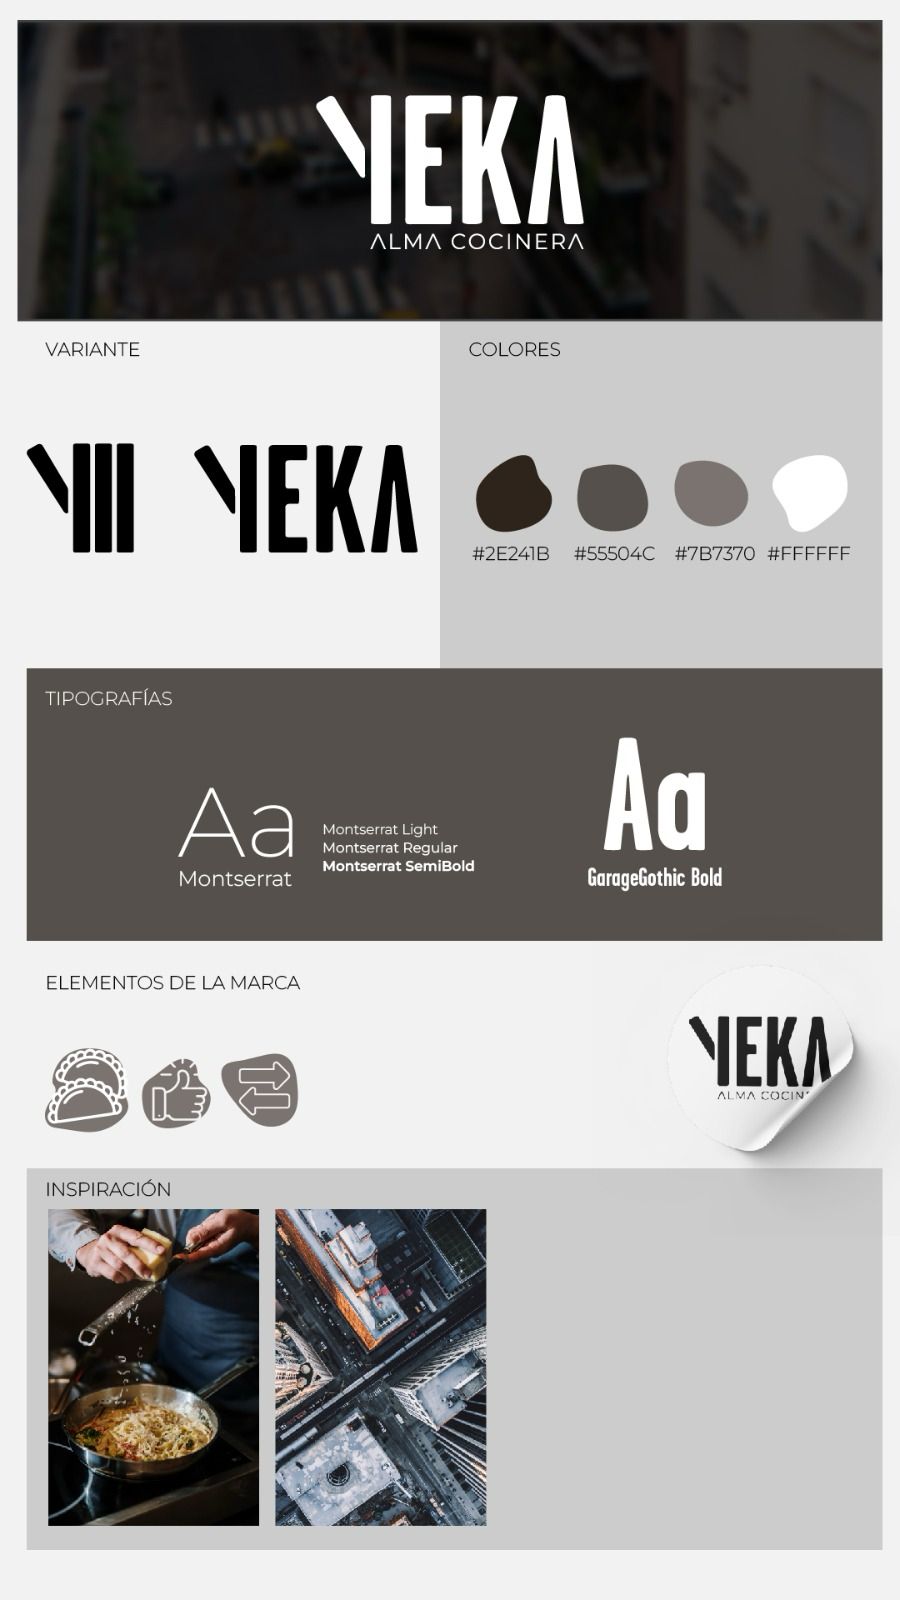 YEKA
ALMA COCINERA
VARIANTE
COLORES
YEKA
#2E241B #55504C #7B7370 #FFFFFF
TIPOGRAFÍAS
Aa
Montserrat
Montserrat Light
Montserrat Regular
Montserrat SemiBold
Aa
GarageGothic Bold
ELEMENTOS DE LA MARCA
YEKA
ALMA COCIN
INSPIRACIÓN